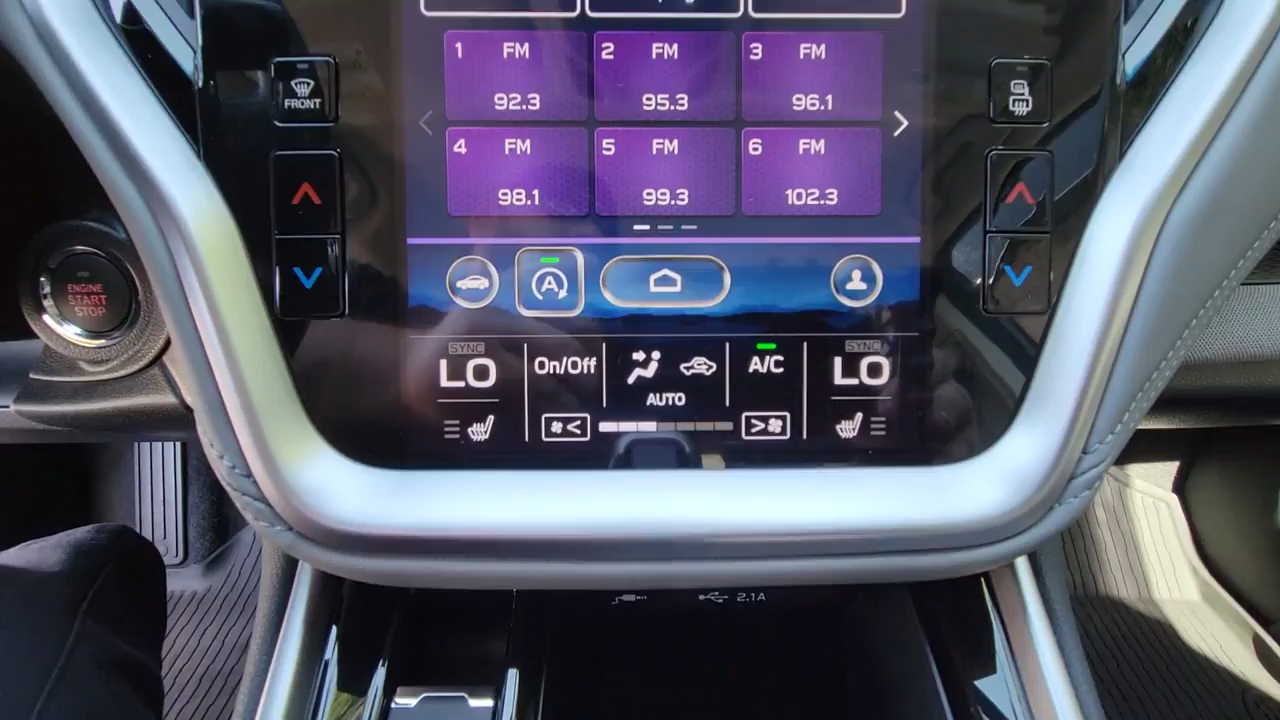 1 FM
92.3
2 FM
95.3
3 FM
96.1
4 FM
98.1
5 FM
99.3
6 FM
102.3
FRONT
ENGINE
START
STOP
A
SYNC
LO
On/Off
AUTO
A/C
SYNC
LO
<
>
2.1A